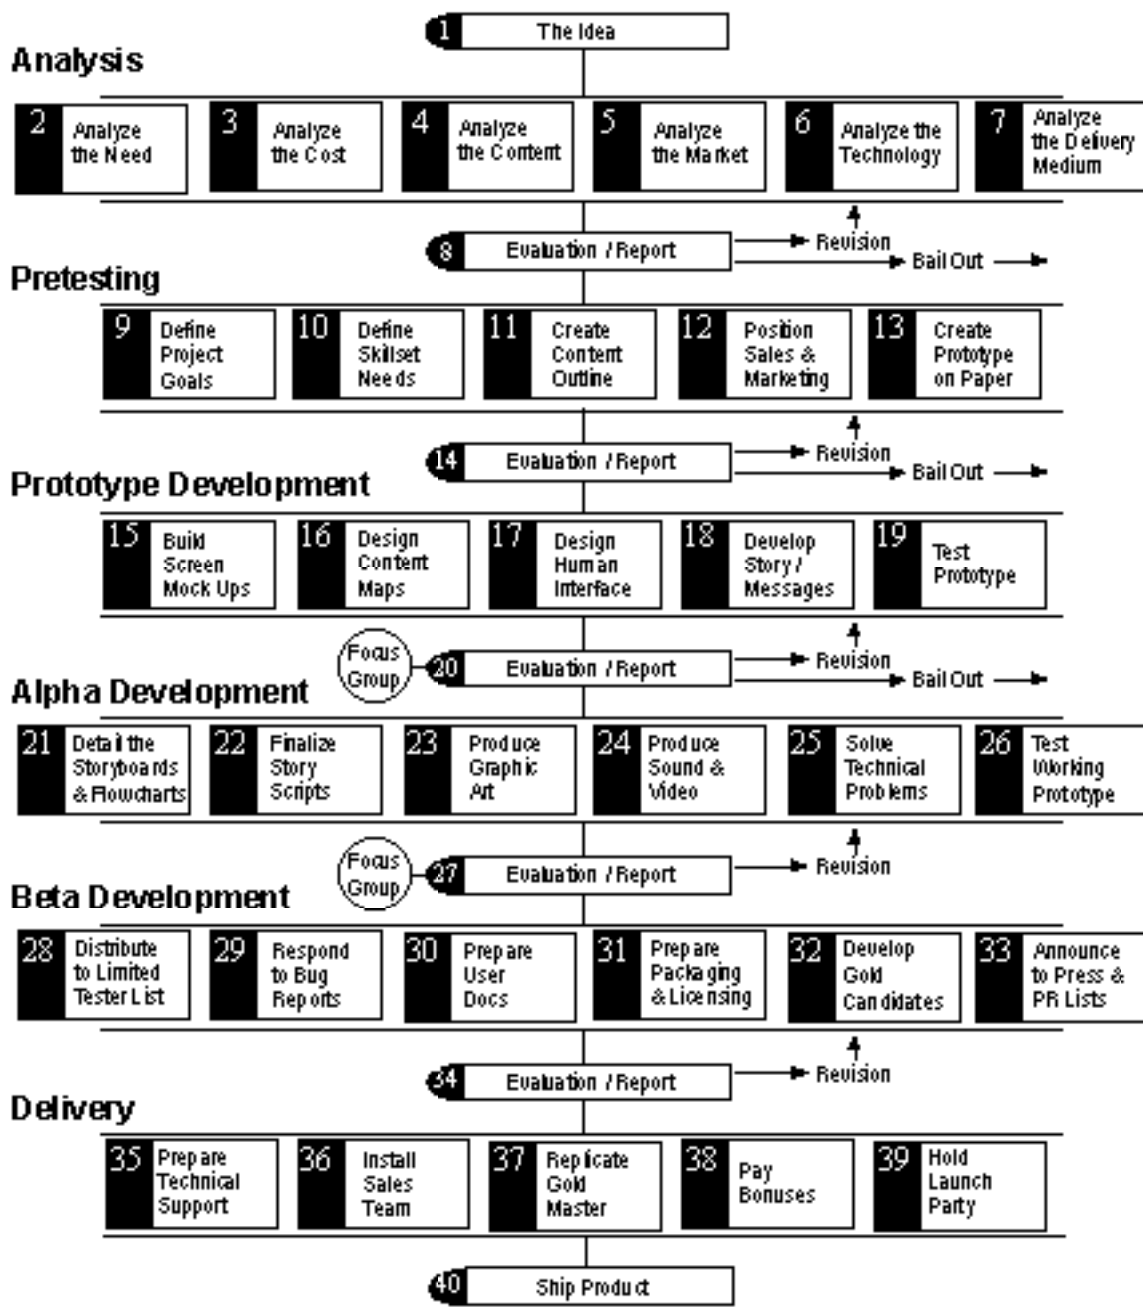 1 The Idea
Analysis
2 Analyze
the Need
3 Analyze
the Cost
4 Analyze
the Content
5 Analyze
the Market
6 Analyze the
Technology
7 Analyze
the Delivery
Medium
8 Evaluation / Report
Revision
Bail Out
Pretesting
9 Define
Project
Goals
10 Define
Skillset
Needs
11 Create
Content
Outline
12 Position
Sales &
Marketing
13 Create
Prototype
on Paper
14 Evaluation / Report
Revision
Bail Out
Prototype Development
15 Build
Screen
Mock Ups
16 Design
Content
Maps
17 Design
Human
Interface
18 Develop
Story /
Messages
19 Test
Prototype
Focus
Group
20 Evaluation / Report
Revision
Bail Out
Alpha Development
21 Detail the
Storyboards
& Flowcharts
22 Finalize
Story
Scripts
23 Produce
Graphic
Art
24 Produce
Sound &
Video
25 Solve
Technical
Problems
26 Test
Working
Prototype
Focus
Group
27 Evaluation / Report
Revision
Beta Development
28 Distribute
to Limited
Tester List
29 Respond
to Bug
Reports
30 Prepare
User
Docs
31 Prepare
Packaging
& Licensing
32 Develop
Gold
Candidates
33 Announce
to Press &
PR Lists
34 Evaluation / Report
Revision
Delivery
35 Prepare
Technical
Support
36 Install
Sales
Team
37 Replicate
Gold
Master
38 Pay
Bonuses
39 Hold
Launch
Party
40 Ship Product